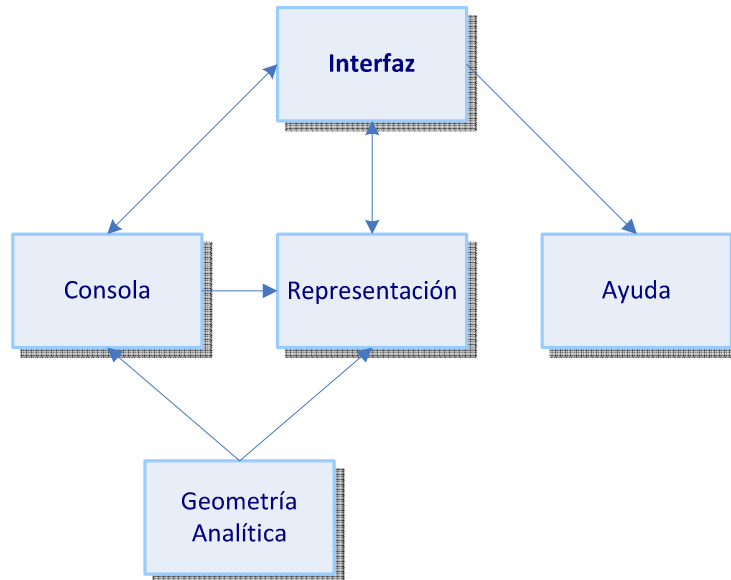 Interfaz
Consola
Representación
Ayuda
Geometría
Analítica